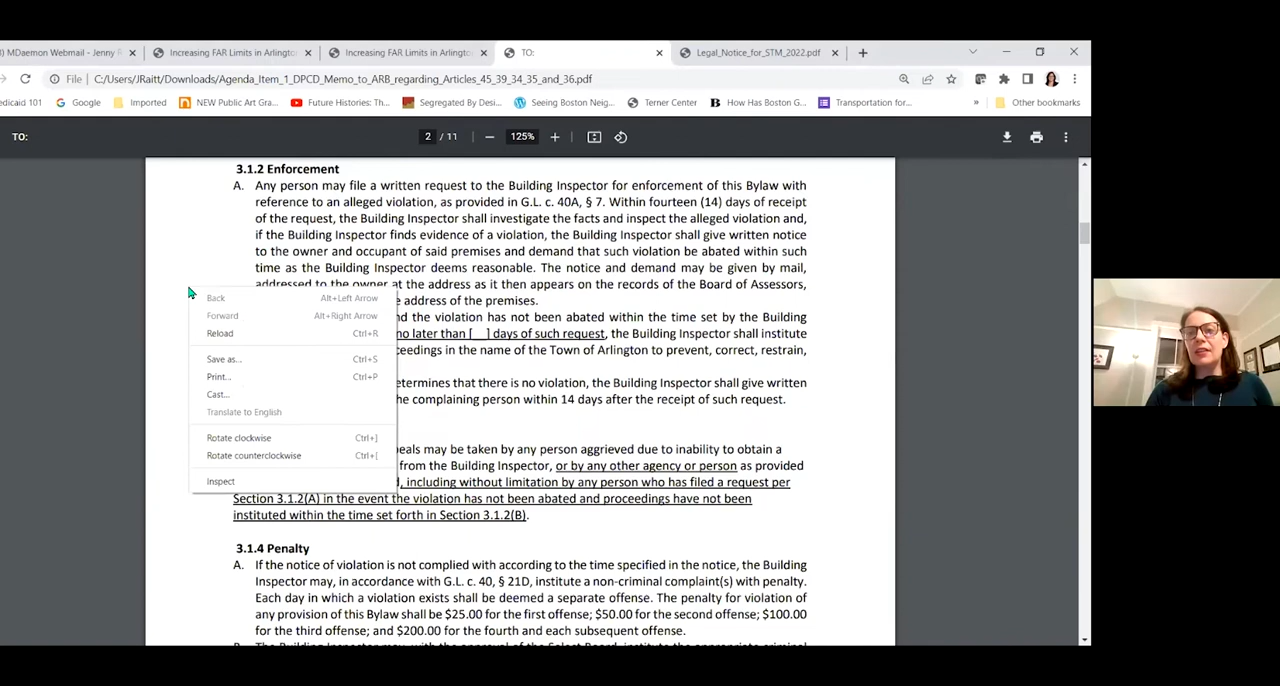 ) MDaemon Webmail - Jenny R
Increasing FAR Limits in Arlingto
Increasing FAR Limits in Arlingto
TO:
Legal_Notice_for_STM_2022.pdf
File
C:/Users/JRaitt/Downloads/Agenda_Item_1_DPCD_Memo_to_ARB_regarding_Articles_45_39_34_35_and_36.pdf
edicaid 101
Google
Imported
NEW Public Art Gra...
Future Histories: Th...
Segregated By Desi...
Seeing Boston Neig...
Terner Center
How Has Boston G...
Transportation for...
»
Other bookmarks
TO:
2 / 11
125%
3.1.2 Enforcement
A. Any person may file a written request to the Building Inspector for enforcement of this Bylaw with
reference to an alleged violation, as provided in G.L. c. 40A, § 7. Within fourteen (14) days of receipt
of the request, the Building Inspector shall investigate the facts and inspect the alleged violation and,
if the Building Inspector finds evidence of a violation, the Building Inspector shall give written notice
to the owner and occupant of said premises and demand that such violation be abated within such
time as the Building Inspector deems reasonable. The notice and demand may be given by mail,
addressed to the owner at the address as it then appears on the records of the Board of Assessors,
e address of the premises.
nd the violation has not been abated within the time set by the Building
no later than [__] days of such request, the Building Inspector shall institute
ceedings in the name of the Town of Arlington to prevent, correct, restrain,
etermines that there is no violation, the Building Inspector shall give written
he complaining person within 14 days after the receipt of such request.
Back Alt+Left Arrow
Forward Alt+Right Arrow
Reload Ctrl+R
Save as... Ctrl+S
Print... Ctrl+P
Cast...
Translate to English
Rotate clockwise Ctrl+]
Rotate counterclockwise Ctrl+[
Inspect
eals may be taken by any person aggrieved due to inability to obtain a
from the Building Inspector, or by any other agency or person as provided
, including without limitation by any person who has filed a request per
Section 3.1.2(A) in the event the violation has not been abated and proceedings have not been
instituted within the time set forth in Section 3.1.2(B).
3.1.4 Penalty
A. If the notice of violation is not complied with according to the time specified in the notice, the Building
Inspector may, in accordance with G.L. c. 40, § 21D, institute a non-criminal complaint(s) with penalty.
Each day in which a violation exists shall be deemed a separate offense. The penalty for violation of
any provision of this Bylaw shall be $25.00 for the first offense; $50.00 for the second offense; $100.00
for the third offense; and $200.00 for the fourth and each subsequent offense.
B. The Building Inspector may, with the approval of the Select Board, institute the appropriate criminal